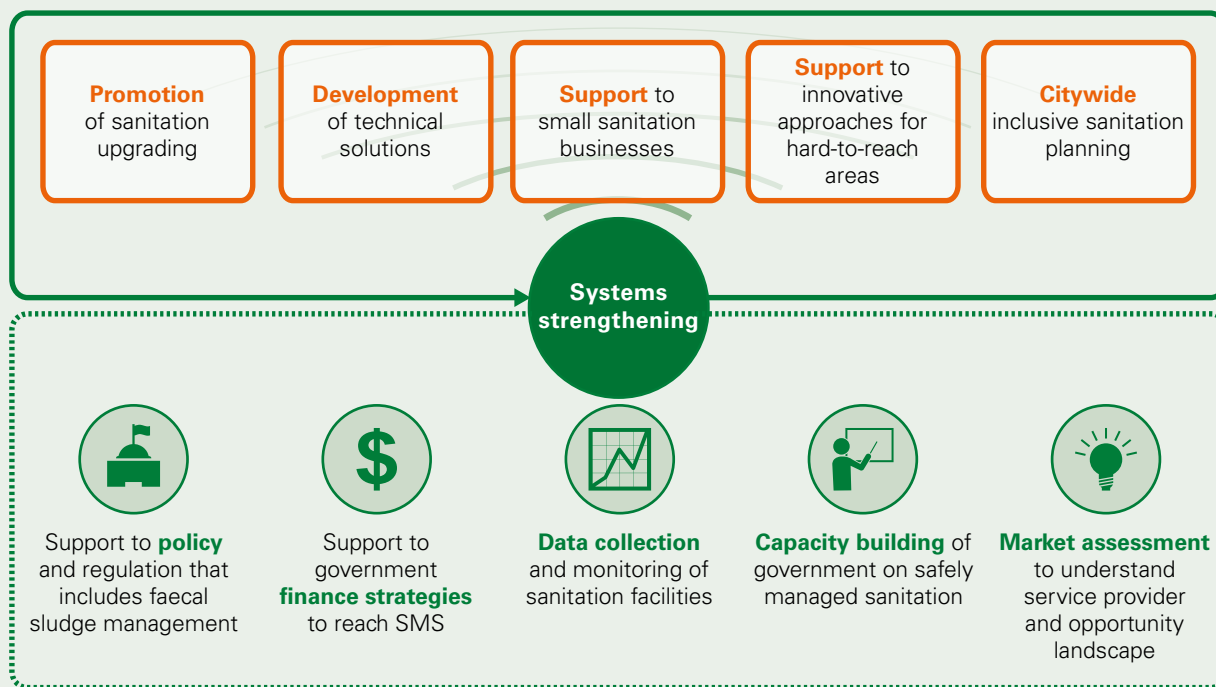 Promotion
of sanitation
upgrading
Development
of technical
solutions
Support to
small sanitation
businesses
Support to
innovative
approaches for
hard-to-reach
areas
Citywide
inclusive sanitation
planning
Systems
strengthening
Support to policy
and regulation that
includes faecal
sludge management
$
Support to
government
finance strategies
to reach SMS
Data collection
and monitoring of
sanitation facilities
Capacity building of
government on safely
managed sanitation
Market assessment
to understand
service provider
and opportunity
landscape